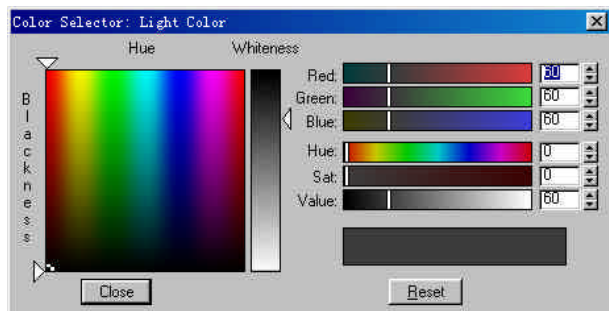 Color Selector: Light Color
Hue
Whiteness
Blackness
Red: 60
Green: 60
Blue: 60
Hue: 0
Sat: 0
Value: 60
Close
Reset